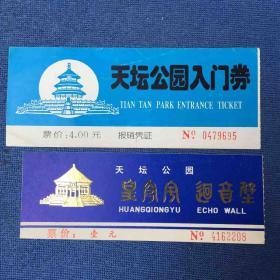 天坛公园入门券
TIAN TAN PARK ENTRANCE TICKET
票价:4.00元 报销凭证 № 0479695
天坛公园
皇穹宇 迴音壁
HUANGQIONGYU ECHO WALL
票价：壹元 № 4162208